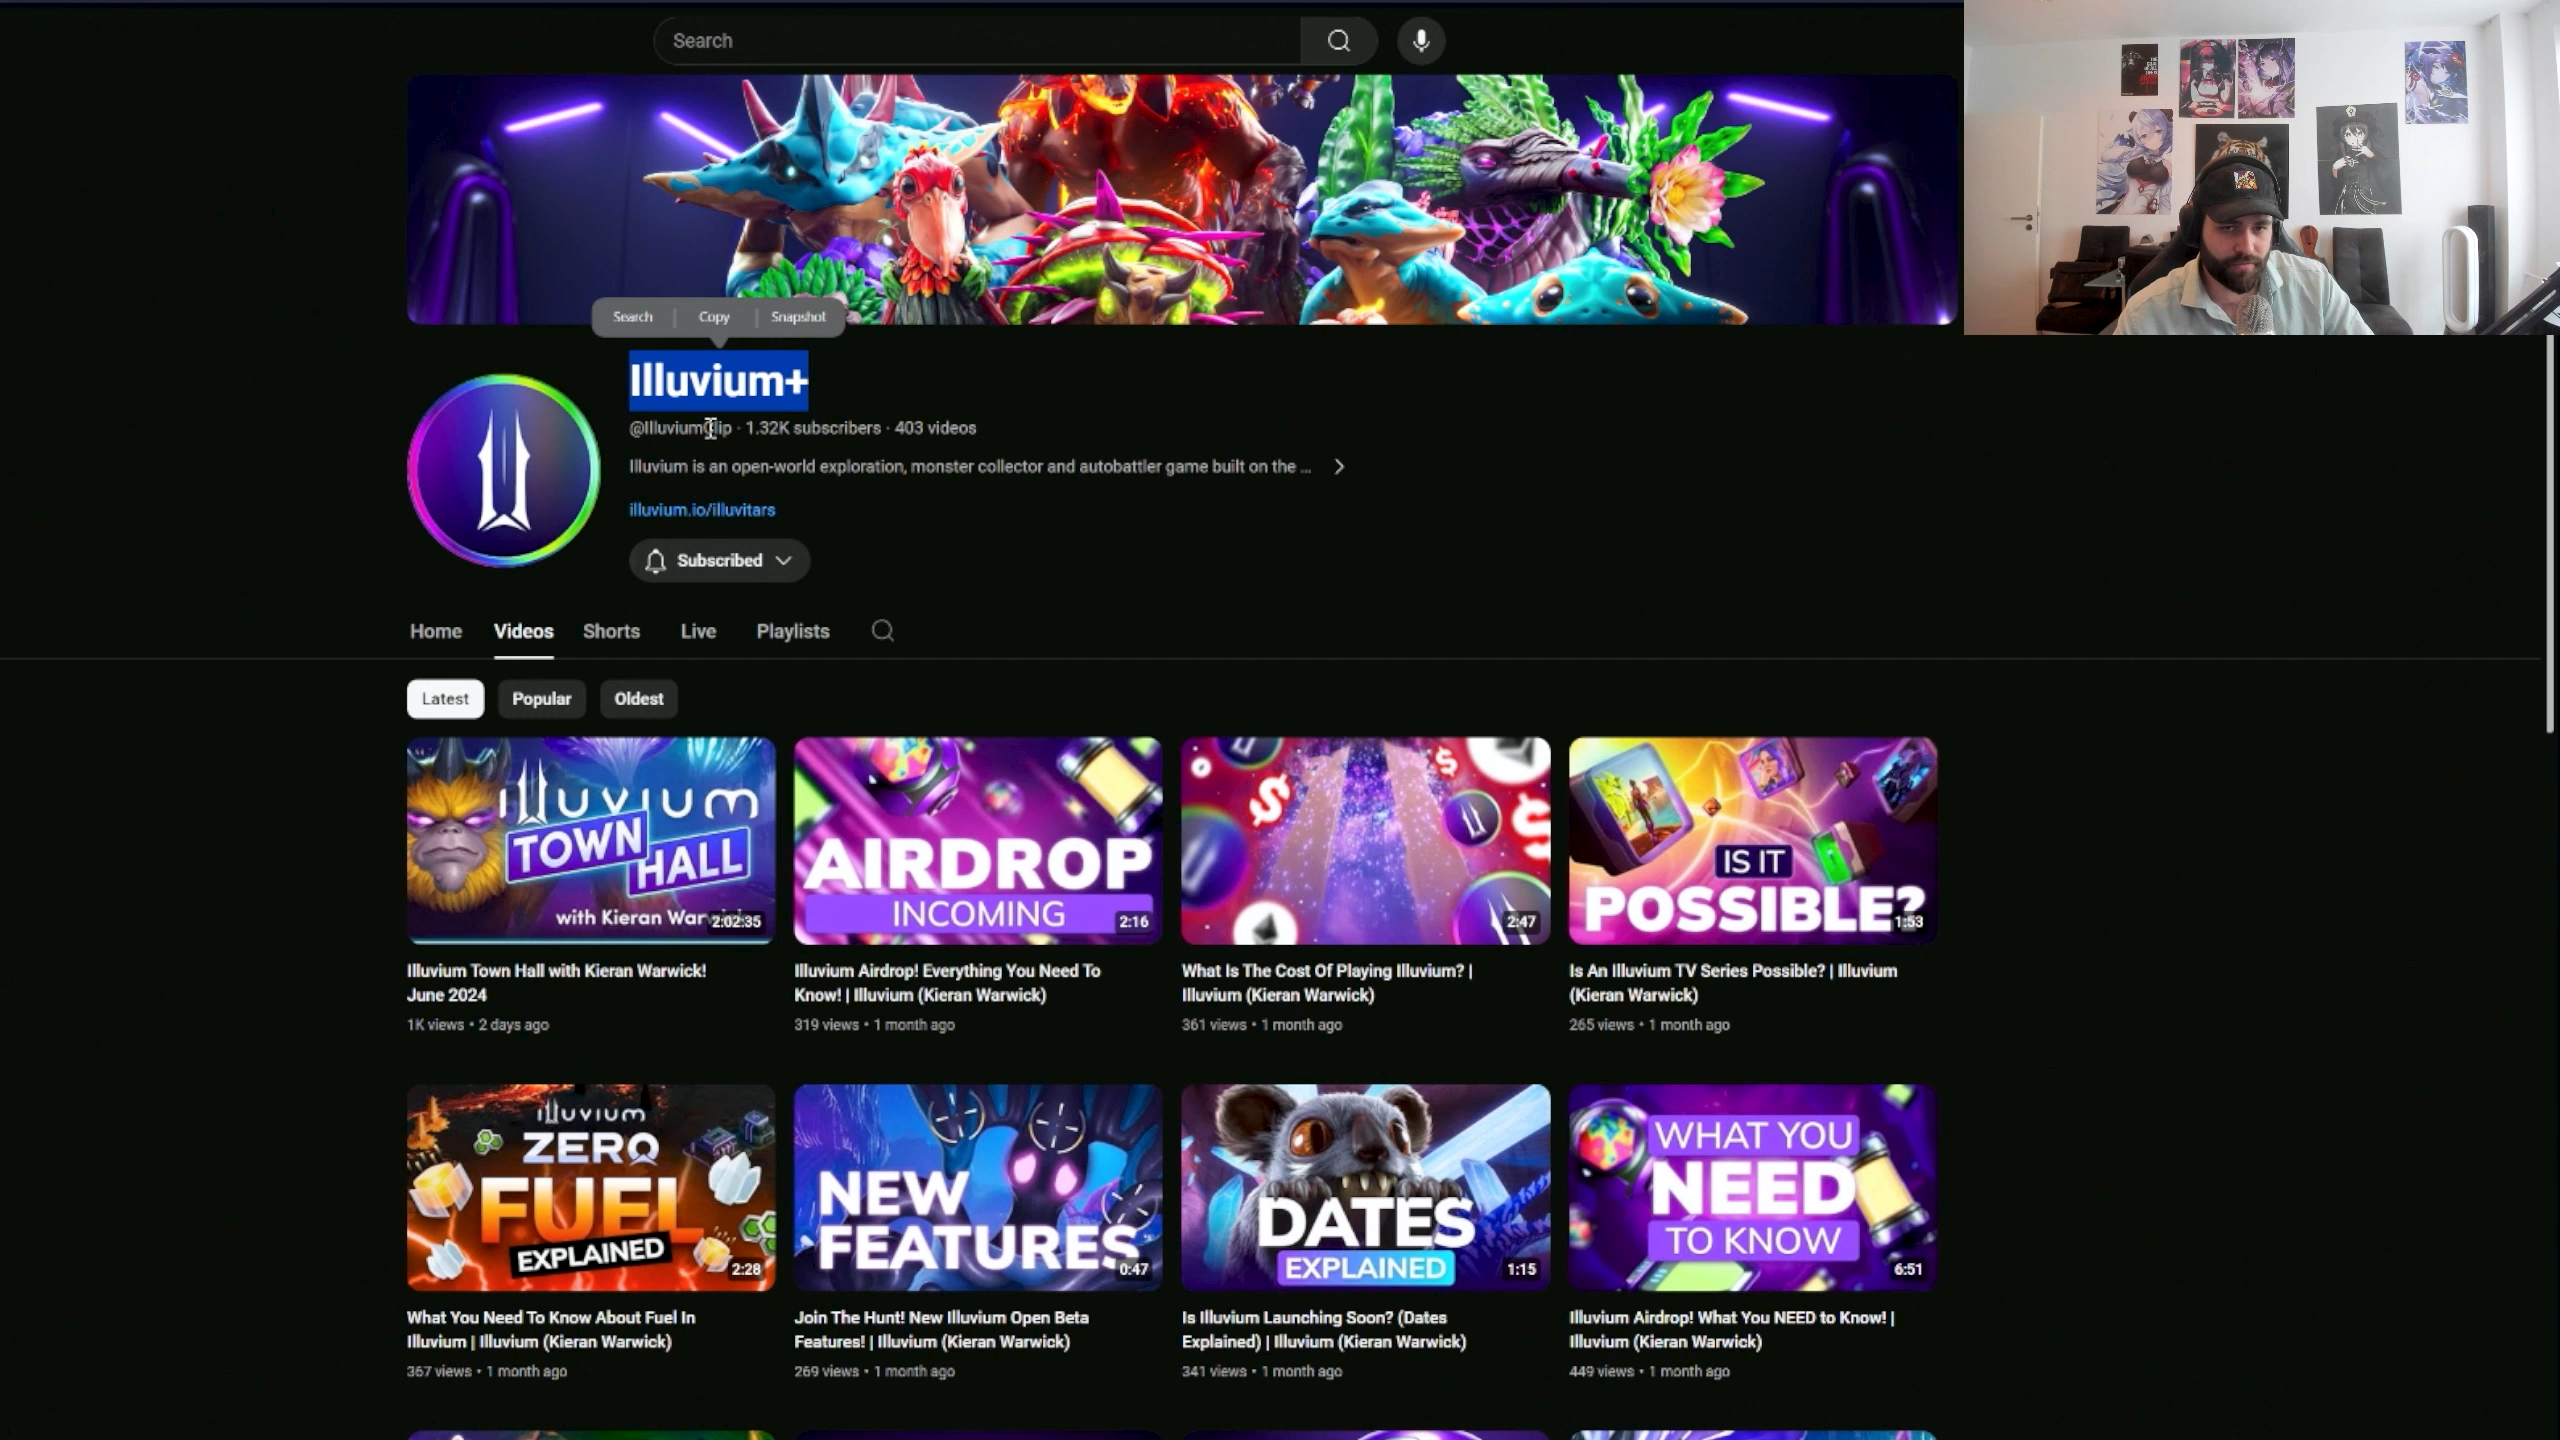 Search
Search | Copy | Snapshot
Illuvium+
@IlluviumClip · 1.32K subscribers · 403 videos
Illuvium is an open-world exploration, monster collector and autobattler game built on the ...
illuvium.io/illuvitars
Subscribed
Home Videos Shorts Live Playlists
Latest Popular Oldest
ILLUVIUM
TOWN
HALL
with Kieran
2:02:35
AIRDROP
INCOMING
2:16
2:47
IS IT
POSSIBLE?
1:53
Illuvium Town Hall with Kieran Warwick!
June 2024
1K views • 2 days ago
Illuvium Airdrop! Everything You Need To
Know! | Illuvium (Kieran Warwick)
319 views • 1 month ago
What Is The Cost Of Playing Illuvium? |
Illuvium (Kieran Warwick)
361 views • 1 month ago
Is An Illuvium TV Series Possible? | Illuvium
(Kieran Warwick)
265 views • 1 month ago
ILLUVIUM
ZERO
FUEL
EXPLAINED
2:28
NEW
FEATURES
0:47
DATES
EXPLAINED
1:15
WHAT YOU
NEED
TO KNOW
6:51
What You Need To Know About Fuel In
Illuvium | Illuvium (Kieran Warwick)
367 views • 1 month ago
Join The Hunt! New Illuvium Open Beta
Features! | Illuvium (Kieran Warwick)
269 views • 1 month ago
Is Illuvium Launching Soon? (Dates
Explained) | Illuvium (Kieran Warwick)
341 views • 1 month ago
Illuvium Airdrop! What You NEED to Know! |
Illuvium (Kieran Warwick)
449 views • 1 month ago